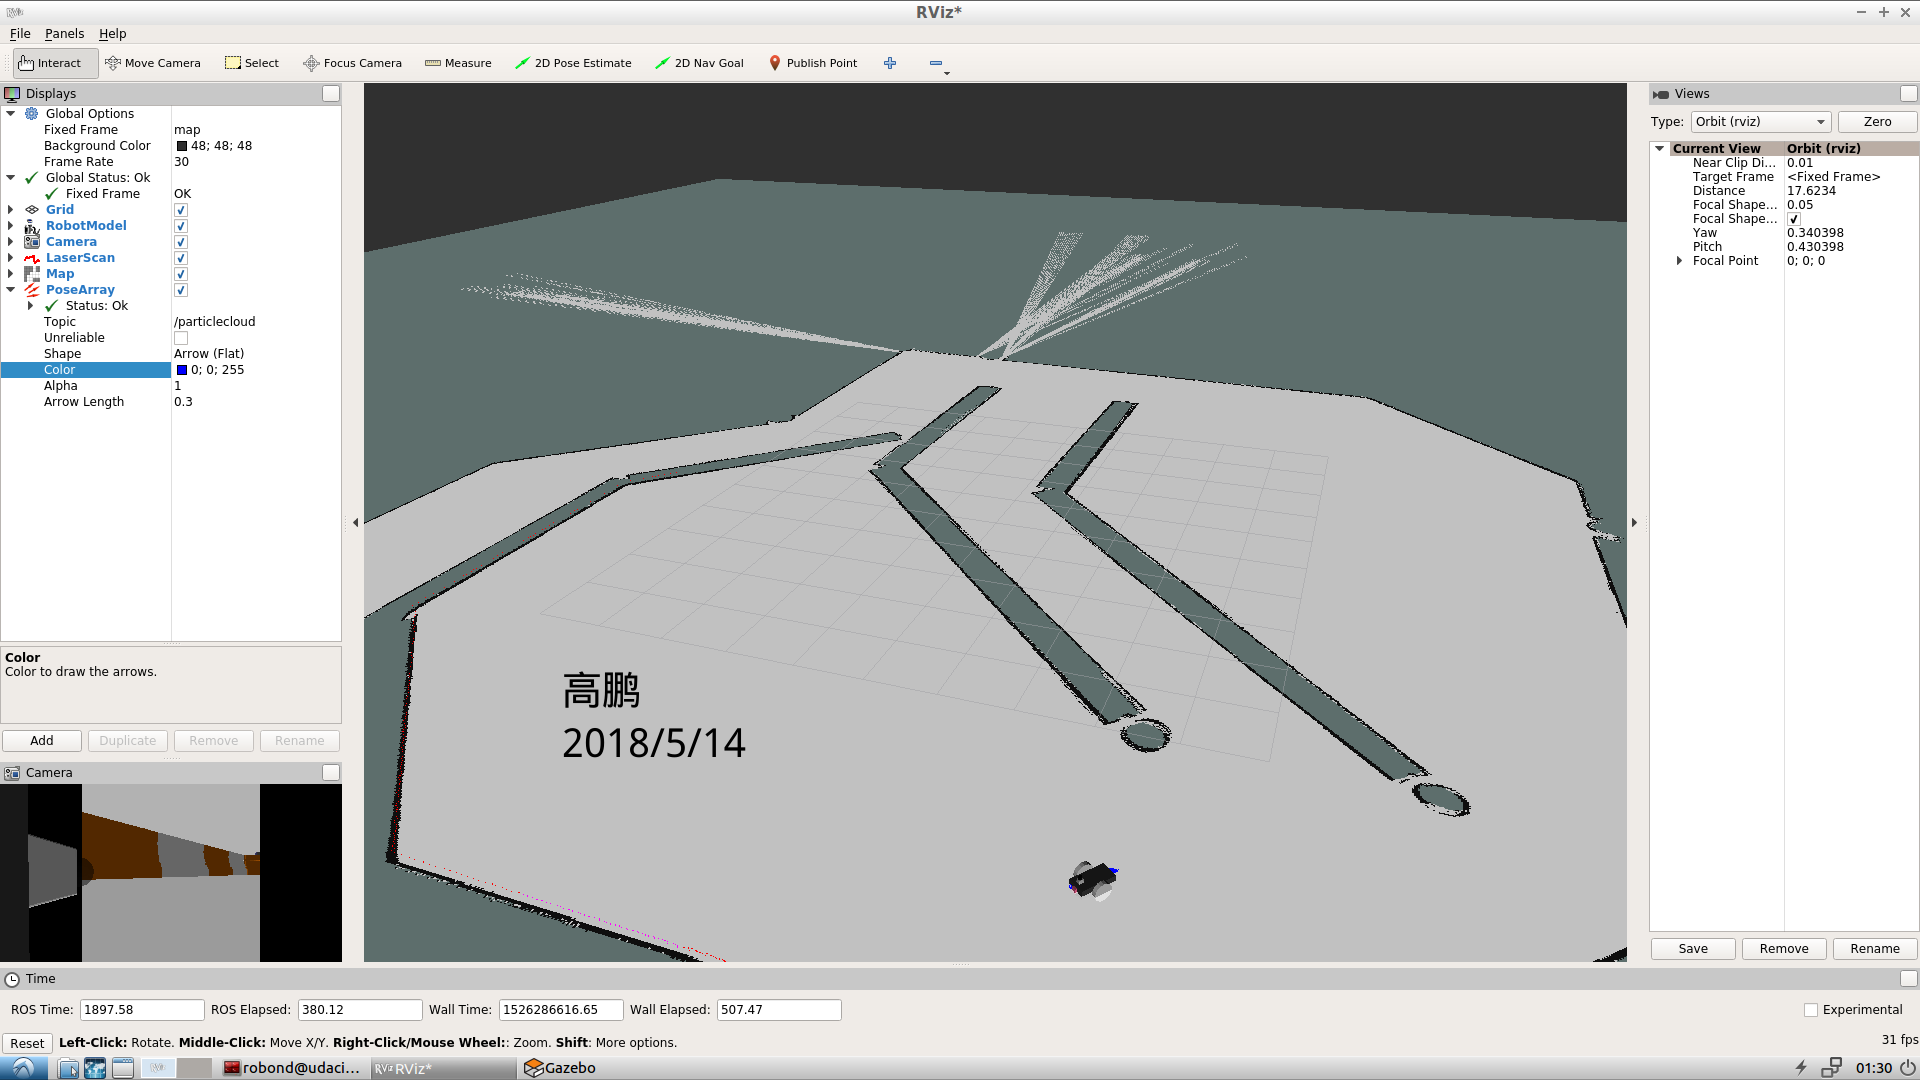 RViz*
File Panels Help
Interact Move Camera Select Focus Camera Measure 2D Pose Estimate 2D Nav Goal Publish Point
Displays
Global Options
Fixed Frame map
Background Color 48; 48; 48
Frame Rate 30
Global Status: Ok
Fixed Frame OK
Grid
RobotModel
Camera
LaserScan
Map
PoseArray
Status: Ok
Topic /particlecloud
Unreliable
Shape Arrow (Flat)
Color 0; 0; 255
Alpha 1
Arrow Length 0.3
Color
Color to draw the arrows.
Add Duplicate Remove Rename
Camera
高鹏
2018/5/14
Views
Type: Orbit (rviz) Zero
Current View Orbit (rviz)
Near Clip Di... 0.01
Target Frame <Fixed Frame>
Distance 17.6234
Focal Shape... 0.05
Focal Shape...
Yaw 0.340398
Pitch 0.430398
Focal Point 0; 0; 0
Save Remove Rename
Time
ROS Time: 1897.58 ROS Elapsed: 380.12 Wall Time: 1526286616.65 Wall Elapsed: 507.47 Experimental
Reset Left-Click: Rotate. Middle-Click: Move X/Y. Right-Click/Mouse Wheel:: Zoom. Shift: More options. 31 fps
robond@udaci... RViz* Gazebo 01:30